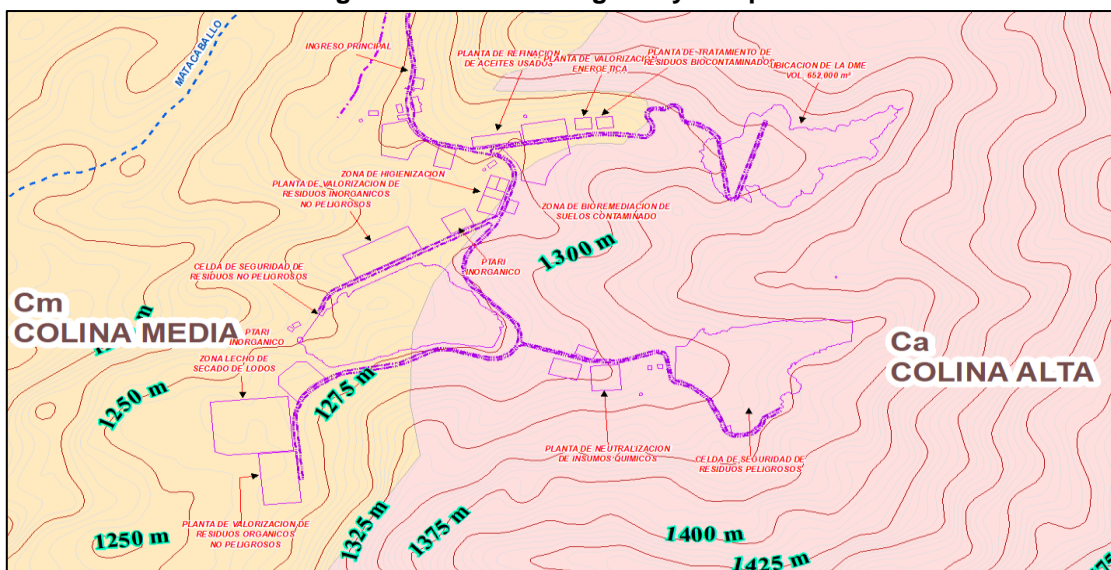 INGRESO PRINCIPAL
MATACABALLO
PLANTA DE REFINACION
DE ACEITES USADOS
PLANTA DE VALORIZACION
ENERGETICA
PLANTA DE TRATAMIENTO DE
RESIDUOS BIOCONTAMINADOS
UBICACION DE LA DME
VOL. 652,000 m³
ZONA DE HIGIENIZACION
PLANTA DE VALORIZACION DE
RESIDUOS INORGANICOS
NO PELIGROSOS
ZONA DE BIOREMEDIACION DE
SUELOS CONTAMINADO
1300 m
PTARI
INORGANICO
CELDA DE SEGURIDAD DE
RESIDUOS NO PELIGROSOS
Cm
COLINA MEDIA
PTARI
INORGANICO
ZONA LECHO DE
SECADO DE LODOS
Ca
COLINA ALTA
1250 m
1275 m
PLANTA DE NEUTRALIZACION
DE INSUMOS QUIMICOS
CELDA DE SEGURIDAD DE
RESIDUOS PELIGROSOS
PLANTA DE VALORIZACION DE
RESIDUOS ORGANICOS
NO PELIGROSOS
1250 m
1325 m
1375 m
1400 m
1425 m